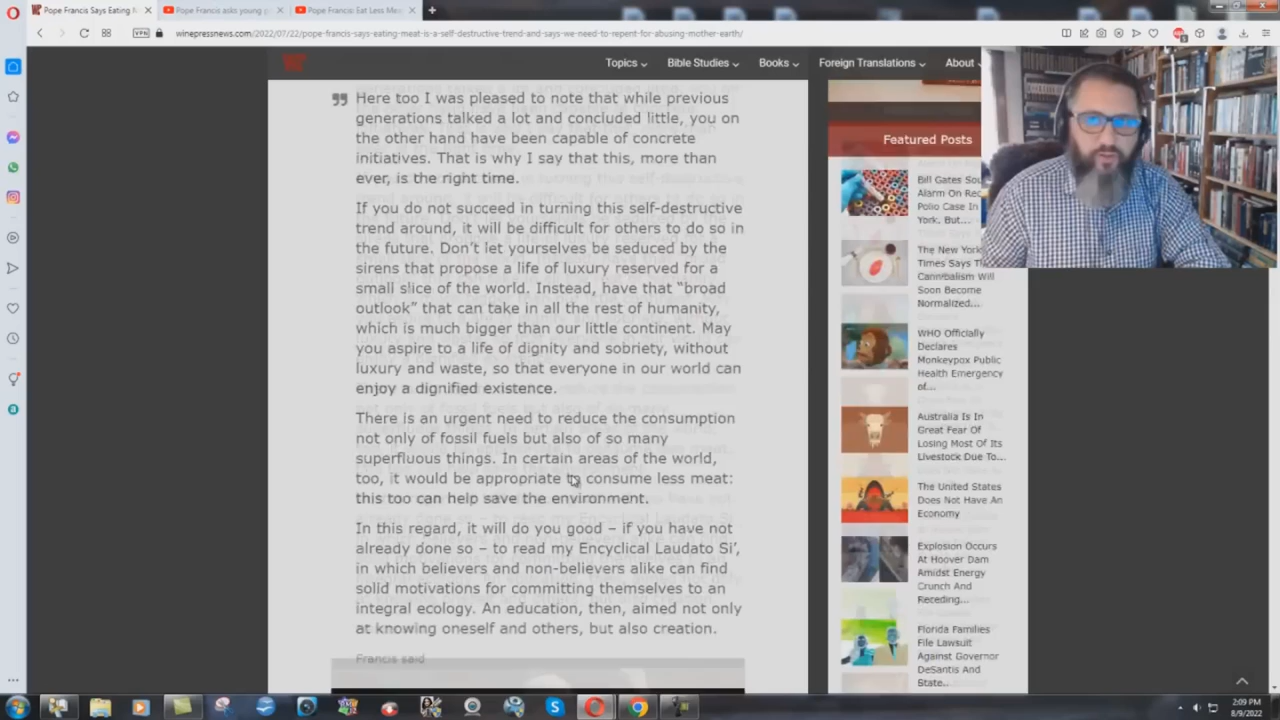 Pope Francis Says Eating M
Pope Francis asks young
Pope Francis: Eat Less Mea
VPN
winepressnews.com/2022/07/22/pope-francis-says-eating-meat-is-a-self-destructive-trend-and-says-we-need-to-repent-for-abusing-mother-earth/
Topics
Bible Studies
Books
Foreign Translations
About
Here too I was pleased to note that while previous
generations talked a lot and concluded little, you on
the other hand have been capable of concrete
initiatives. That is why I say that this, more than
ever, is the right time.
If you do not succeed in turning this self-destructive
trend around, it will be difficult for others to do so in
the future. Don't let yourselves be seduced by the
sirens that propose a life of luxury reserved for a
small slice of the world. Instead, have that “broad
outlook” that can take in all the rest of humanity,
which is much bigger than our little continent. May
you aspire to a life of dignity and sobriety, without
luxury and waste, so that everyone in our world can
enjoy a dignified existence.
There is an urgent need to reduce the consumption
not only of fossil fuels but also of so many
superfluous things. In certain areas of the world,
too, it would be appropriate to consume less meat:
this too can help save the environment.
In this regard, it will do you good – if you have not
already done so – to read my Encyclical Laudato Si’,
in which believers and non-believers alike can find
solid motivations for committing themselves to an
integral ecology. An education, then, aimed not only
at knowing oneself and others, but also creation.
Francis said
Featured Posts
Bill Gates Sou
Alarm On Rec
Polio Case In
York, But...
The New York
Times Says Th
Cannibalism Will
Soon Become
Normalized...
WHO Officially
Declares
Monkeypox Public
Health Emergency
of...
Australia Is In
Great Fear Of
Losing Most Of Its
Livestock Due To...
The United States
Does Not Have An
Economy
Explosion Occurs
At Hoover Dam
Amidst Energy
Crunch And
Receding...
Florida Families
File Lawsuit
Against Governor
DeSantis And
State..
2:09 PM
8/9/2022